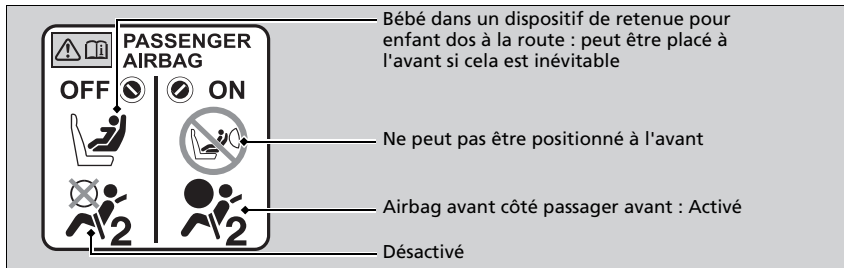 PASSENGER
AIRBAG
OFF
ON
2
2
Bébé dans un dispositif de retenue pour
enfant dos à la route : peut être placé à
l'avant si cela est inévitable
Ne peut pas être positionné à l'avant
Airbag avant côté passager avant : Activé
Désactivé